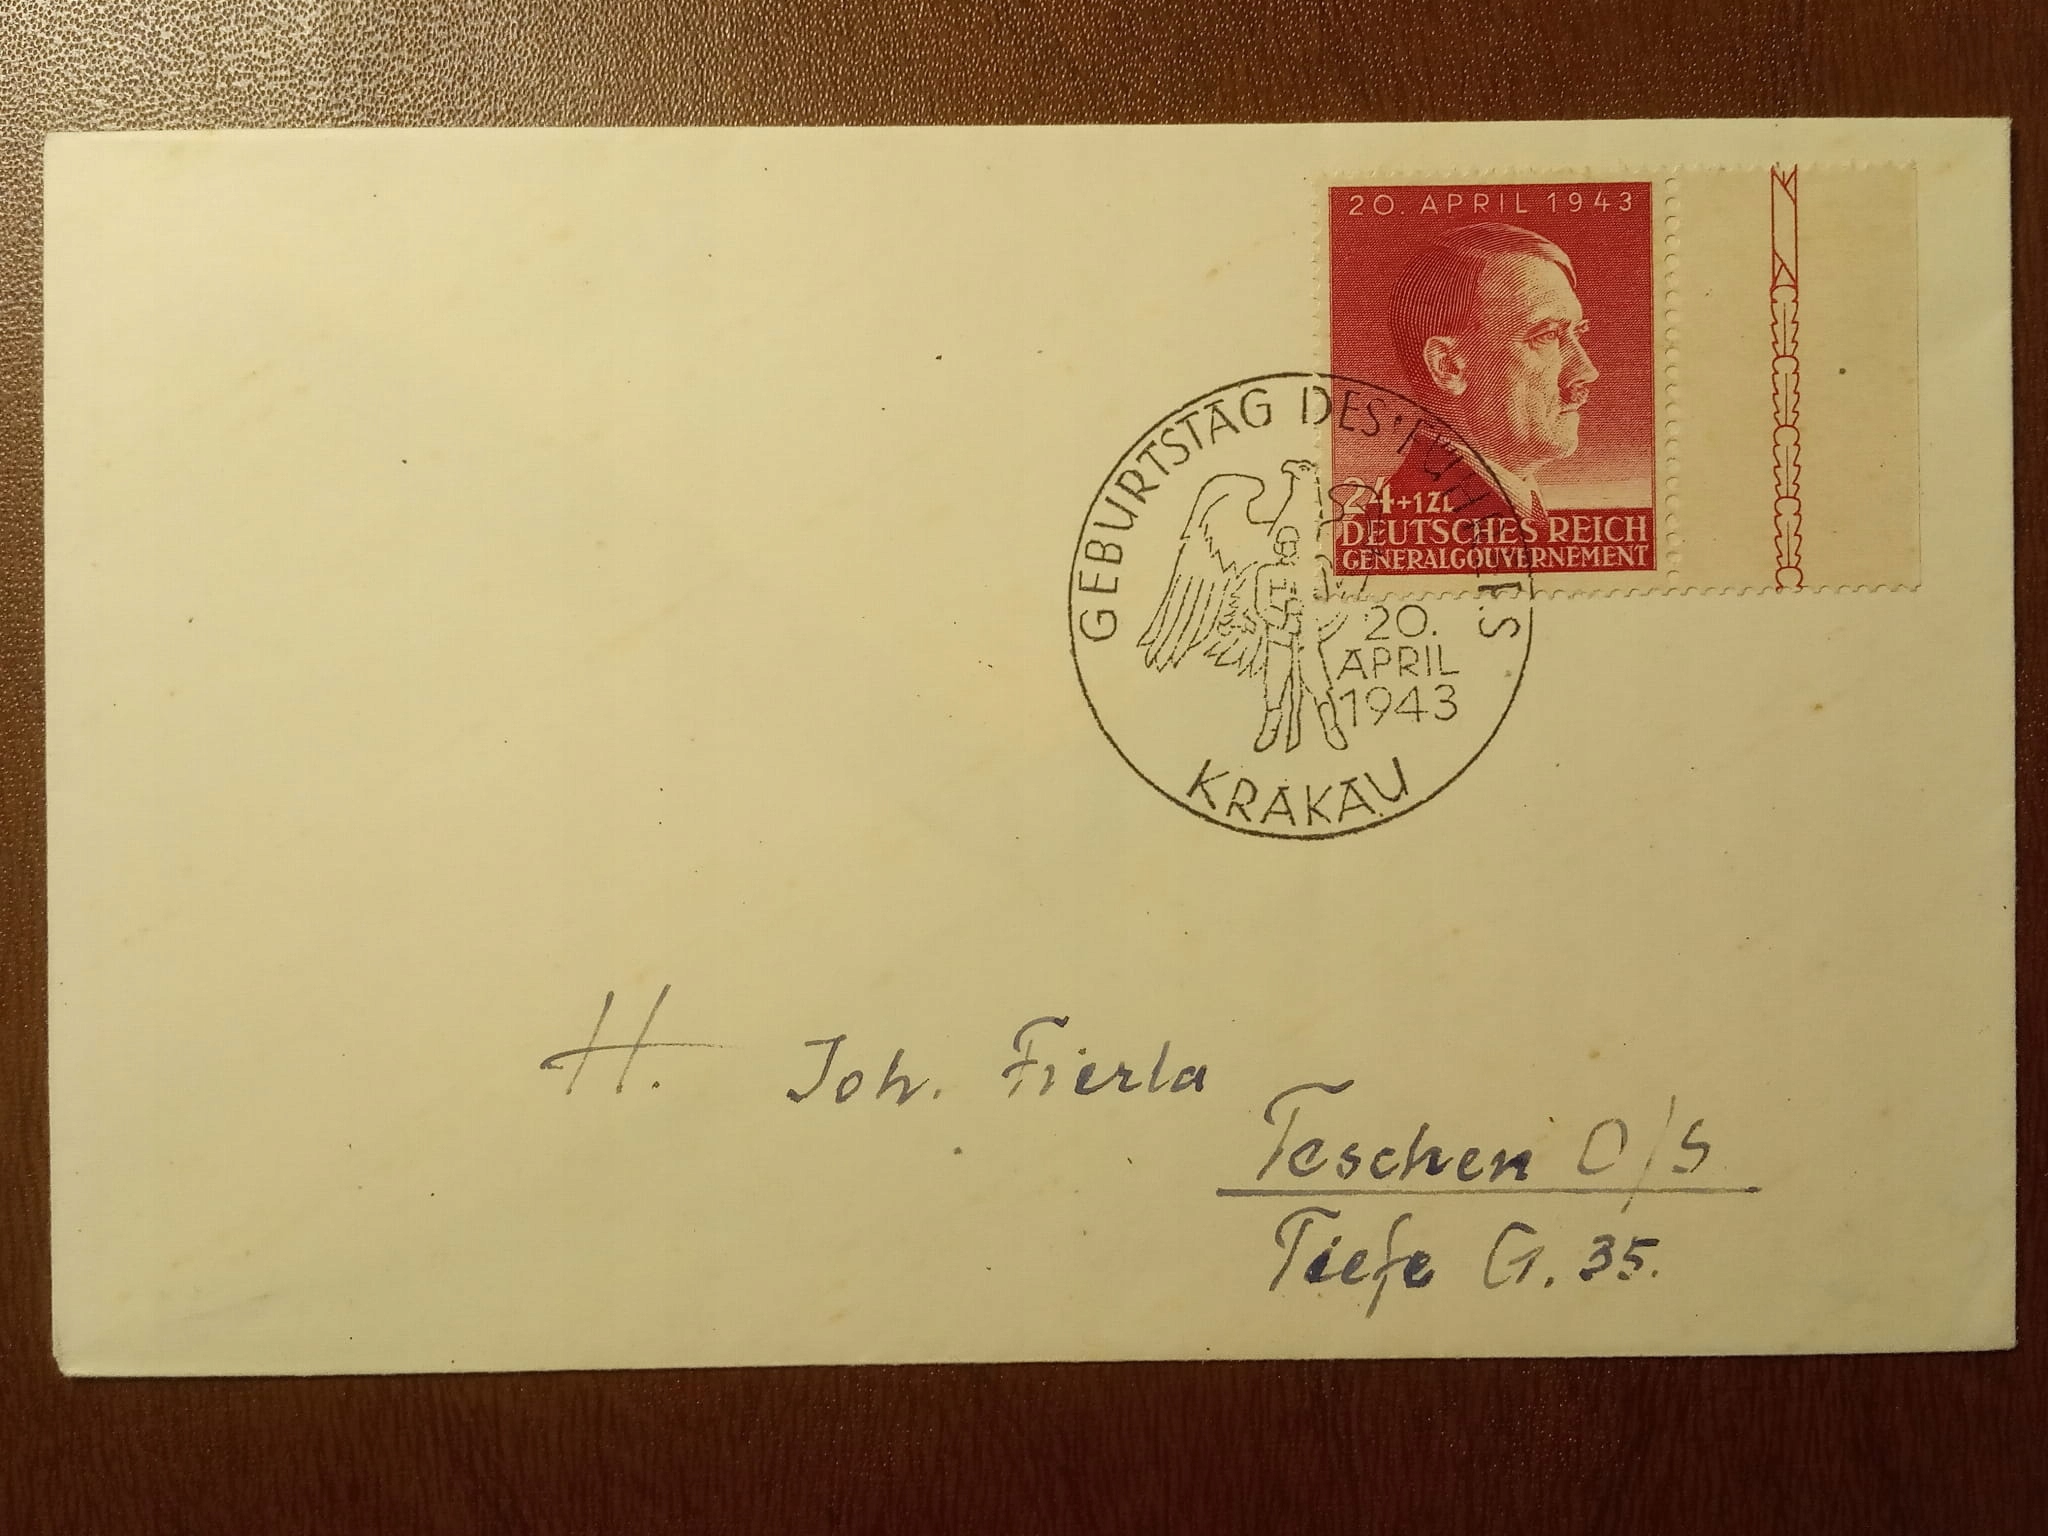 20. APRIL 1943
24+1ZL
DEUTSCHES REICH
GENERALGOUVERNEMENT
GEBURTSTAG DES FÜHRERS
20.
APRIL
1943
KRAKAU
H. Joh. Fierla
Teschen O/S
Tiefe G. 35.